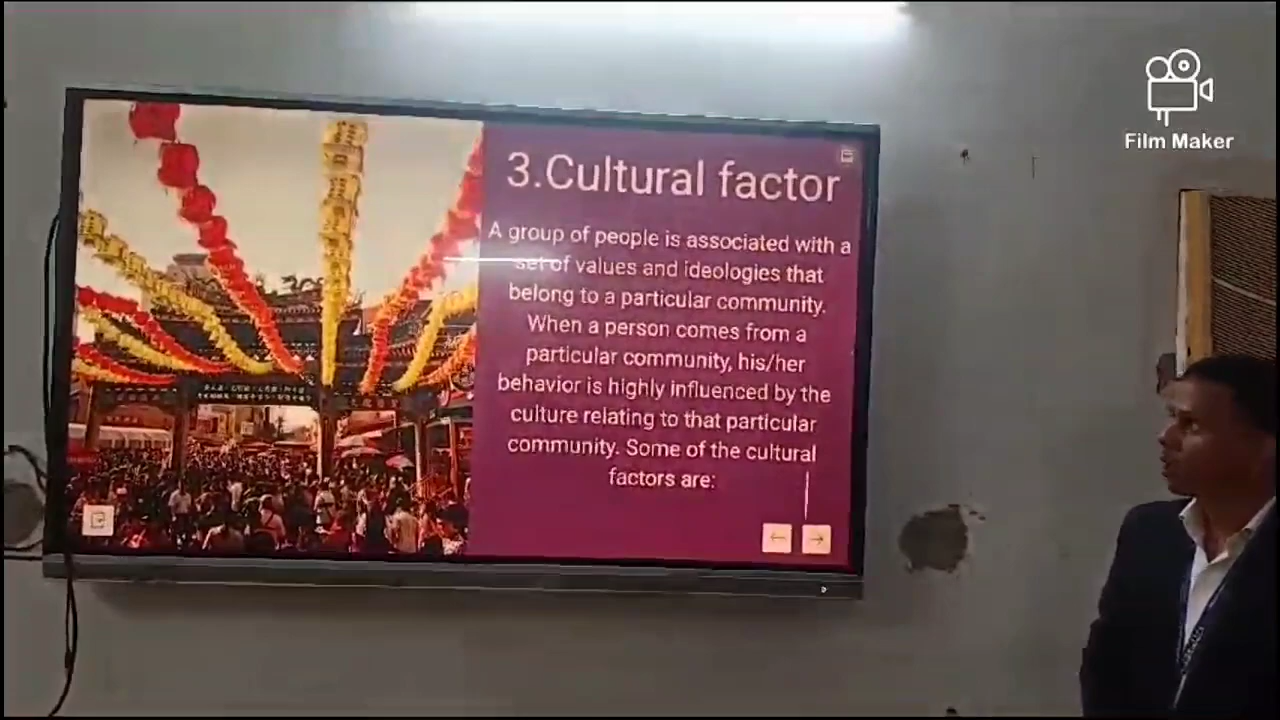 Film Maker
3.Cultural factor
A group of people is associated with a
set of values and ideologies that
belong to a particular community.
When a person comes from a
particular community, his/her
behavior is highly influenced by the
culture relating to that particular
community. Some of the cultural
factors are: